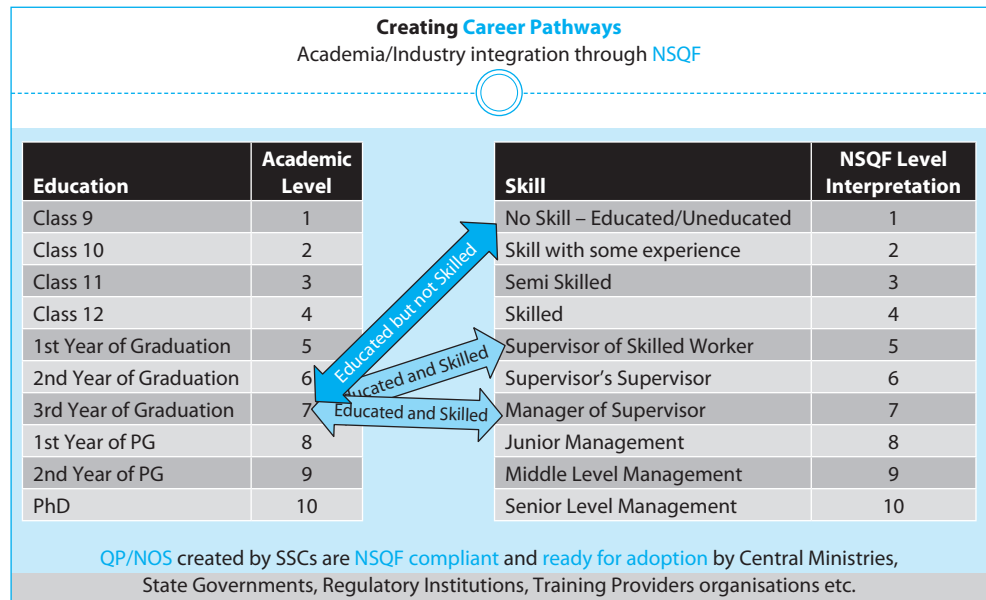 Creating Career Pathways
Academia/Industry integration through NSQF
Education Academic Level
Class 9 1
Class 10 2
Class 11 3
Class 12 4
1st Year of Graduation 5
2nd Year of Graduation 6
3rd Year of Graduation 7
1st Year of PG 8
2nd Year of PG 9
PhD 10
Educated but not Skilled
ducated and Skilled
Educated and Skilled
Skill NSQF Level Interpretation
No Skill – Educated/Uneducated 1
Skill with some experience 2
Semi Skilled 3
Skilled 4
Supervisor of Skilled Worker 5
Supervisor’s Supervisor 6
Manager of Supervisor 7
Junior Management 8
Middle Level Management 9
Senior Level Management 10
QP/NOS created by SSCs are NSQF compliant and ready for adoption by Central Ministries,
State Governments, Regulatory Institutions, Training Providers organisations etc.